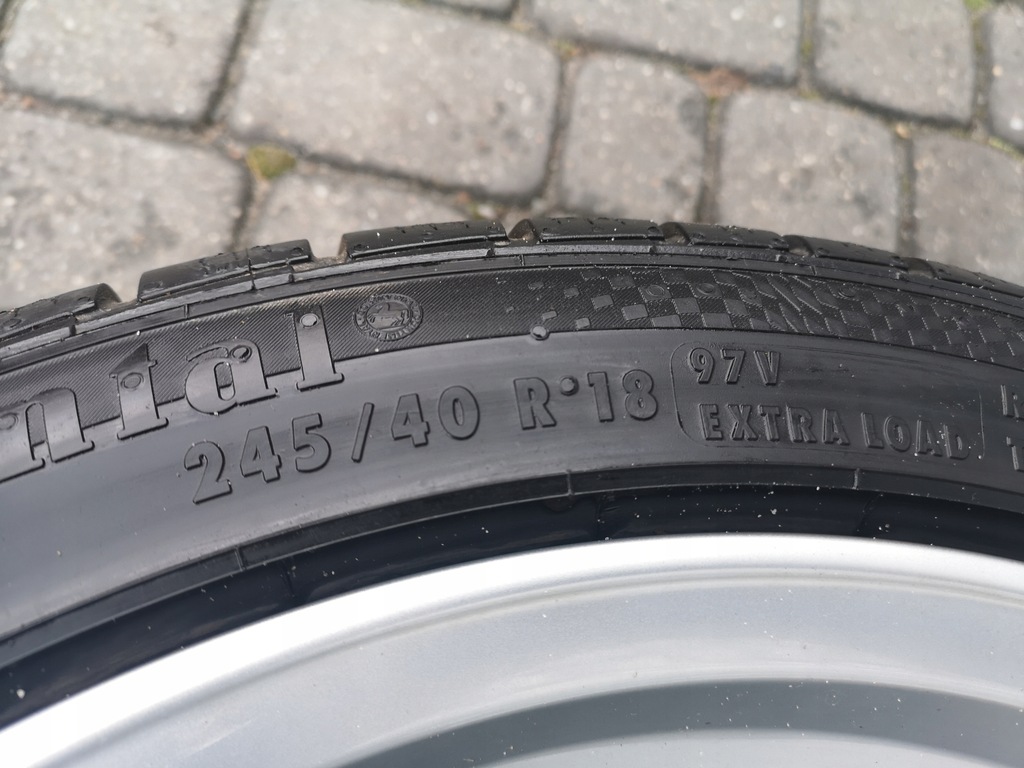 ntal
245/40 R 18
97V
EXTRA LOAD